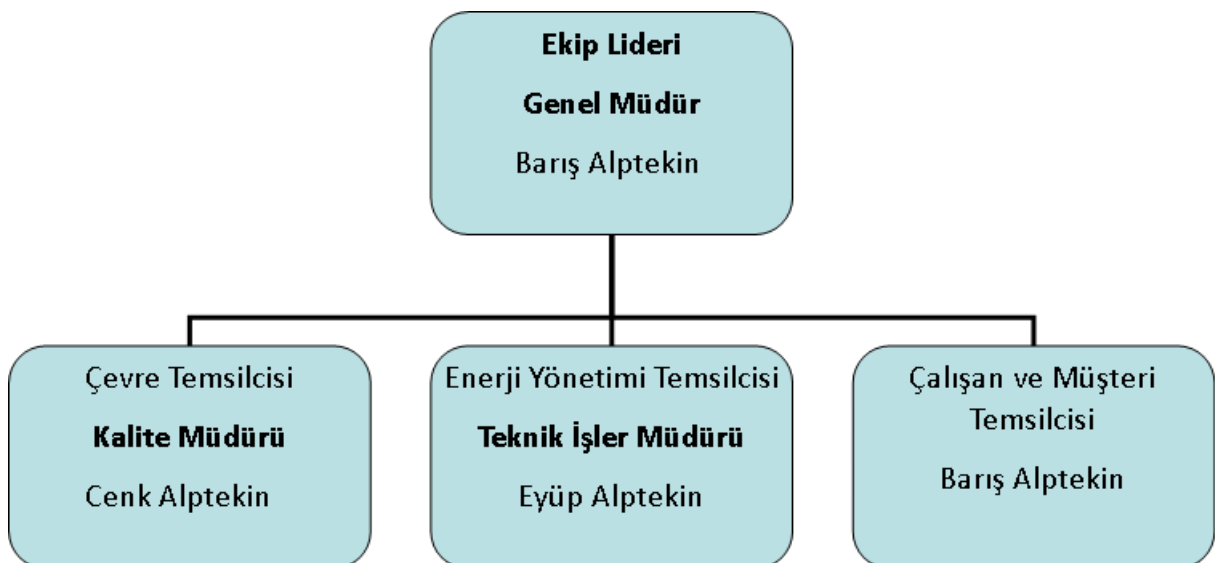 Ekip Lideri
Genel Müdür
Barış Alptekin
Çevre Temsilcisi
Kalite Müdürü
Cenk Alptekin
Enerji Yönetimi Temsilcisi
Teknik İşler Müdürü
Eyüp Alptekin
Çalışan ve Müşteri
Temsilcisi
Barış Alptekin